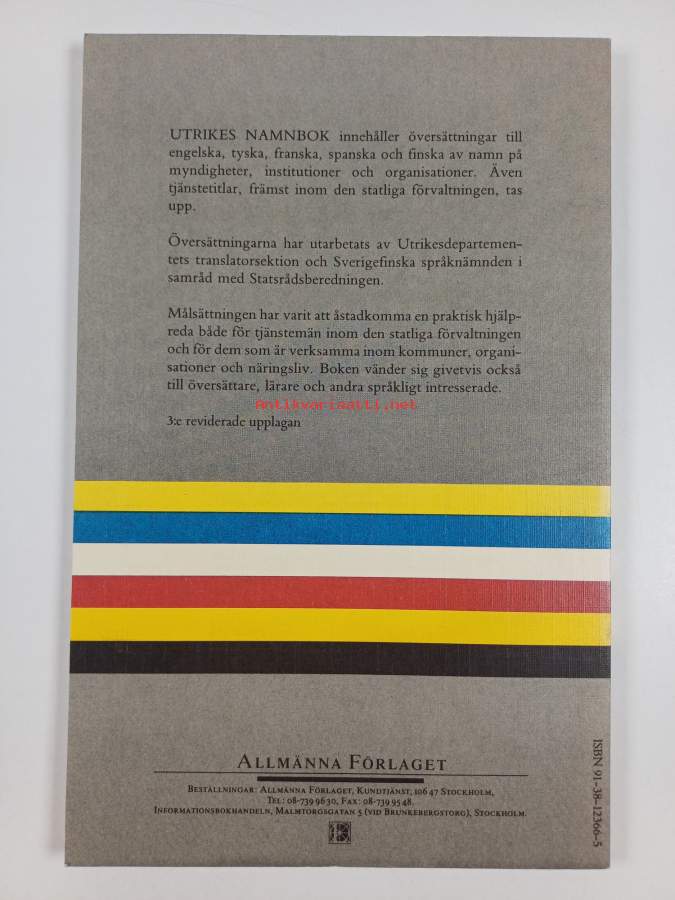 UTRIKES NAMNBOK innehåller översättningar till
engelska, tyska, franska, spanska och finska av namn på
myndigheter, institutioner och organisationer. Även
tjänstetitlar, främst inom den statliga förvaltningen, tas
upp.
Översättningarna har utarbetats av Utrikesdepartemen-
tets translatorsektion och Sverigefinska språknämnden i
samråd med Statsrådsberedningen.
Målsättningen har varit att åstadkomma en praktisk hjälp-
reda både för tjänstemän inom den statliga förvaltningen
och för dem som är verksamma inom kommuner, organi-
sationer och näringsliv. Boken vänder sig givetvis också
till översättare, lärare och andra språkligt intresserade.
antikvariaatti.net
3:e reviderade upplagan
ALLMÄNNA FÖRLAGET
BESTÄLLNINGAR: ALLMÄNNA FÖRLAGET, KUNDTJÄNST, 106 47 STOCKHOLM,
TEL: 08-739 96 30, FAX: 08-739 95 48.
INFORMATIONSBOKHANDELN, MALMTORGSGATAN 5 (VID BRUNKEBERGSTORG), STOCKHOLM.
ISBN 91-38-12366-5